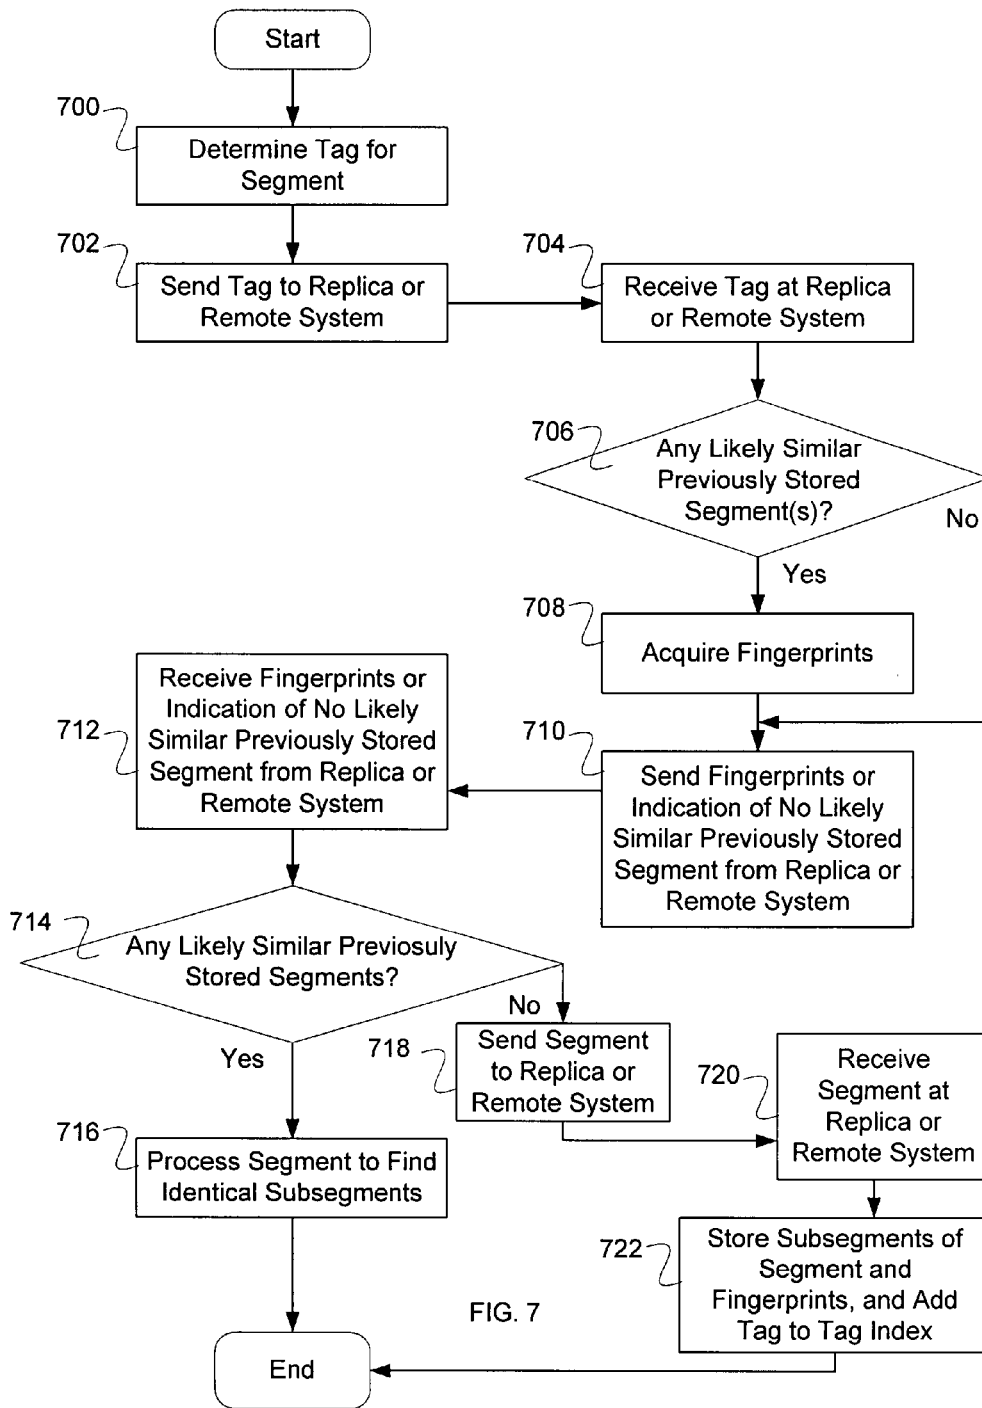 Start
700
Determine Tag for
Segment
702
Send Tag to Replica or
Remote System
704
Receive Tag at Replica
or Remote System
706
Any Likely Similar
Previously Stored
Segment(s)?
No
Yes
708
Acquire Fingerprints
710
Send Fingerprints or
Indication of No Likely
Similar Previously Stored
Segment from Replica or
Remote System
712
Receive Fingerprints or
Indication of No Likely
Similar Previously Stored
Segment from Replica or
Remote System
714
Any Likely Similar Previosuly
Stored Segments?
No
Yes
718
Send Segment
to Replica or
Remote System
720
Receive
Segment at
Replica or
Remote System
716
Process Segment to Find
Identical Subsegments
722
Store Subsegments of
Segment and
Fingerprints, and Add
Tag to Tag Index
FIG. 7
End